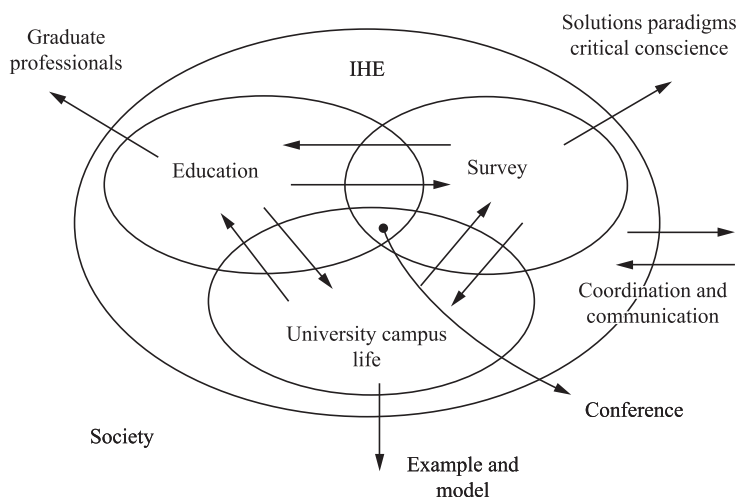 Solutions paradigms
critical conscience
Graduate
professionals
IHE
Education
Survey
Coordination and
communication
University campus
life
Conference
Society
Example and
model